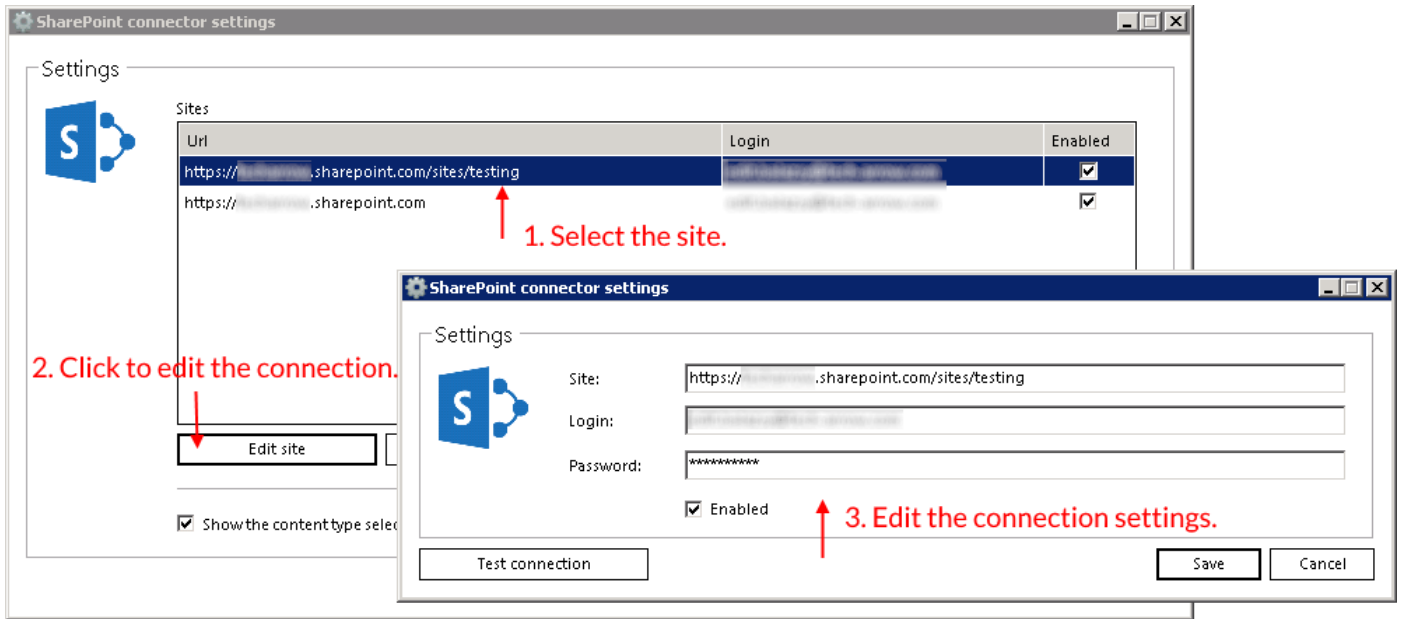 SharePoint connector settings
Settings
Sites
Url Login Enabled
https:// .sharepoint.com/sites/testing
https:// .sharepoint.com
1. Select the site.
2. Click to edit the connection.
Edit site
Show the content type
SharePoint connector settings
Settings
S
Site: https:// .sharepoint.com/sites/testing
Login:
Password: **********
Enabled
3. Edit the connection settings.
Test connection Save Cancel
S